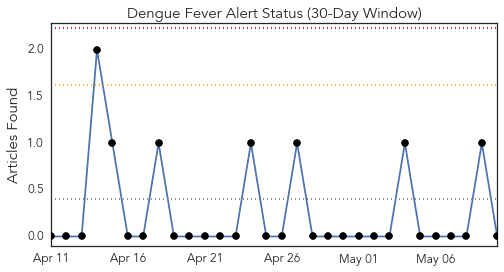 Dengue Fever Alert Status (30-Day Window)
Articles Found
2.0
1.5
1.0
0.5
0.0
Apr 11 Apr 16 Apr 21 Apr 26 May 01 May 06